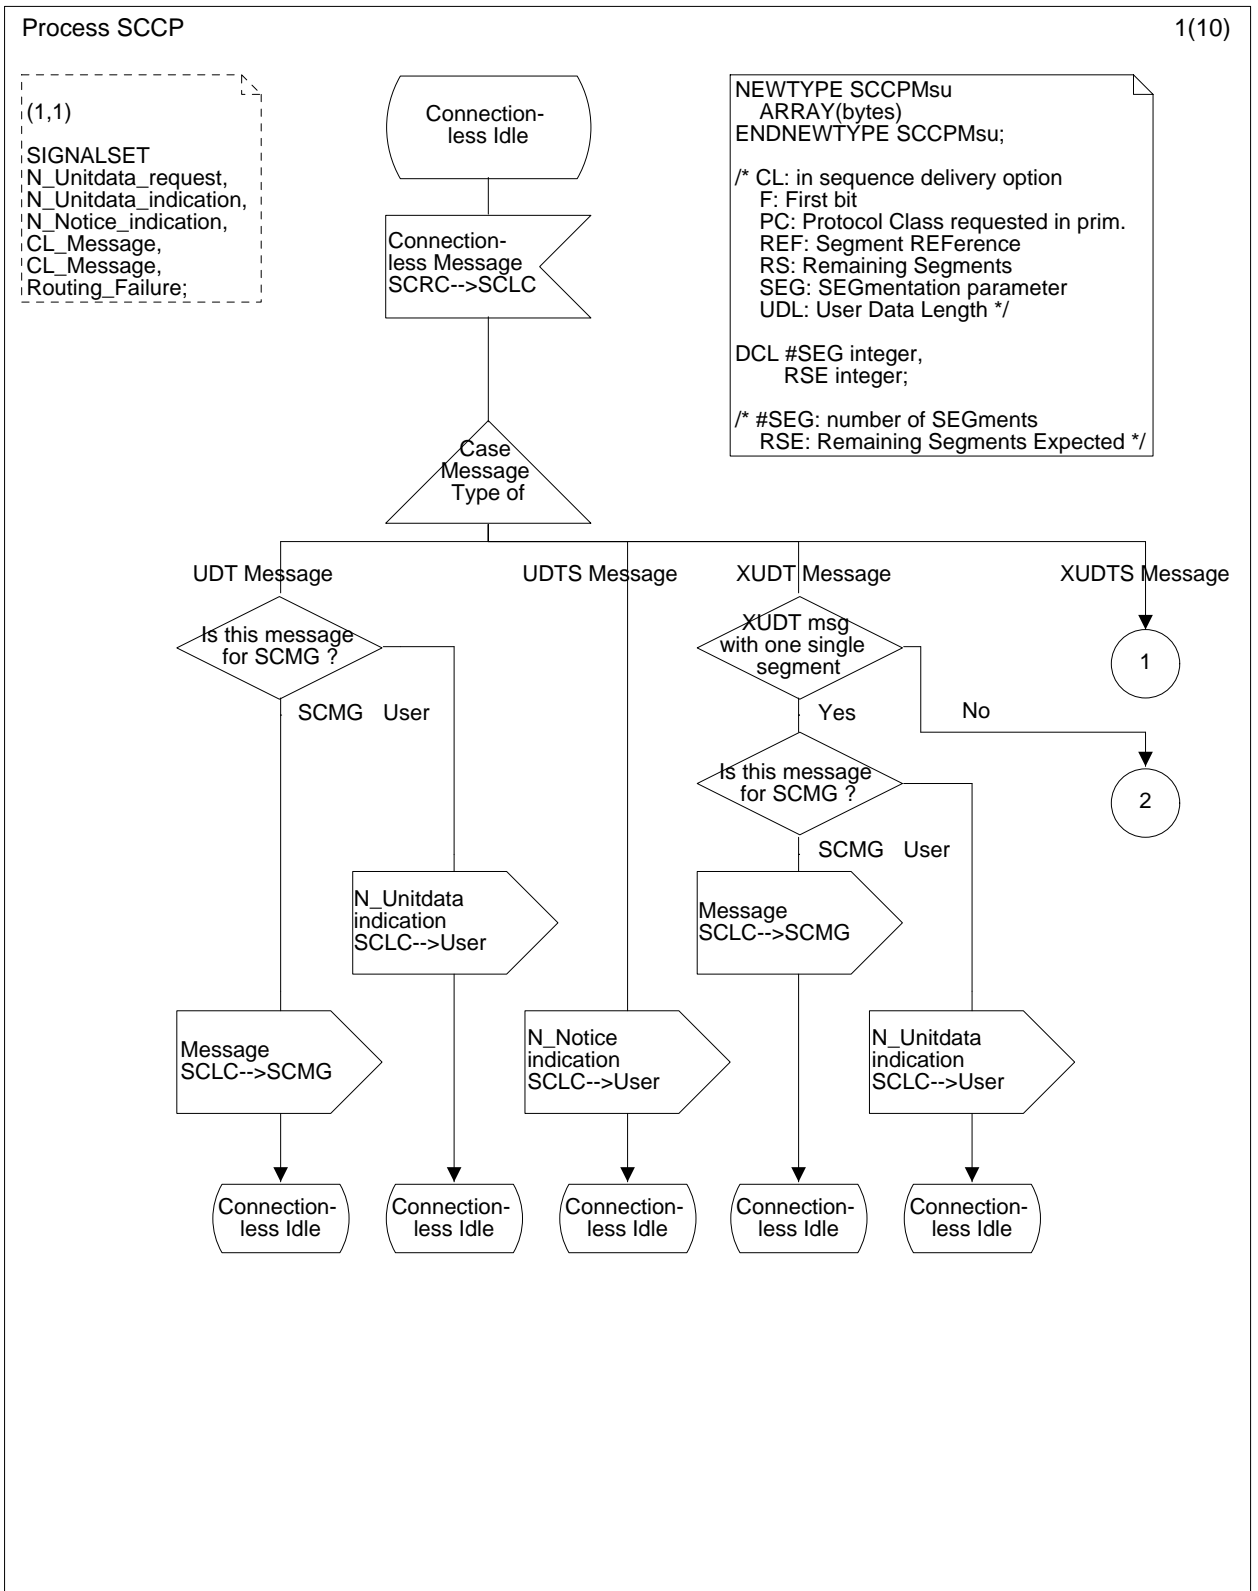 Process SCCP
1(10)
(1,1)
SIGNALSET
N_Unitdata_request,
N_Unitdata_indication,
N_Notice_indication,
CL_Message,
CL_Message,
Routing_Failure;
Connection-
less Idle
Connection-
less Message
SCRC-->SCLC
NEWTYPE SCCPMsu
ARRAY(bytes)
ENDNEWTYPE SCCPMsu;
/* CL: in sequence delivery option
F: First bit
PC: Protocol Class requested in prim.
REF: Segment REFerence
RS: Remaining Segments
SEG: SEGmentation parameter
UDL: User Data Length */
DCL #SEG integer,
RSE integer;
/* #SEG: number of SEGments
RSE: Remaining Segments Expected */
Case
Message
Type of
UDT Message
UDTS Message
XUDT Message
XUDTS Message
Is this message
for SCMG ?
XUDT msg
with one single
segment
1
SCMG
User
Yes
No
Is this message
for SCMG ?
2
SCMG
User
N_Unitdata
indication
SCLC-->User
Message
SCLC-->SCMG
Message
SCLC-->SCMG
N_Notice
indication
SCLC-->User
N_Unitdata
indication
SCLC-->User
Connection-
less Idle
Connection-
less Idle
Connection-
less Idle
Connection-
less Idle
Connection-
less Idle